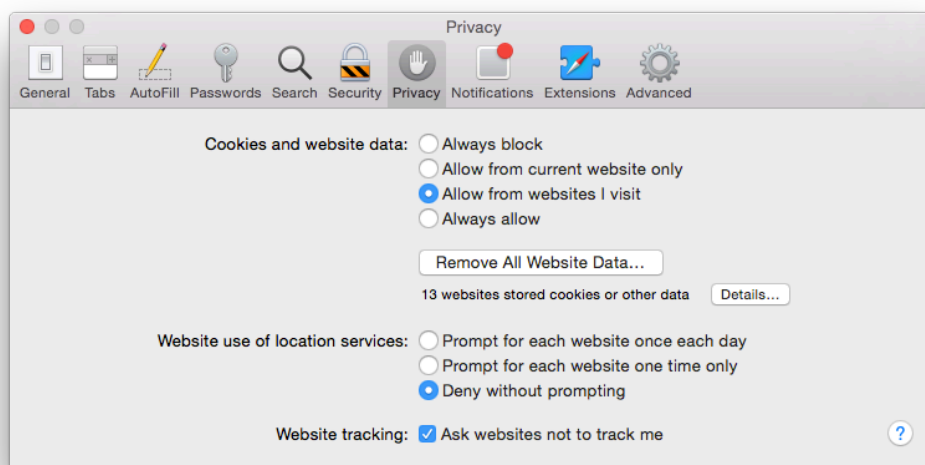 Privacy
General Tabs AutoFill Passwords Search Security Privacy Notifications Extensions Advanced
Cookies and website data: Always block
Allow from current website only
Allow from websites I visit
Always allow
Remove All Website Data...
13 websites stored cookies or other data Details...
Website use of location services: Prompt for each website once each day
Prompt for each website one time only
Deny without prompting
Website tracking: Ask websites not to track me ?